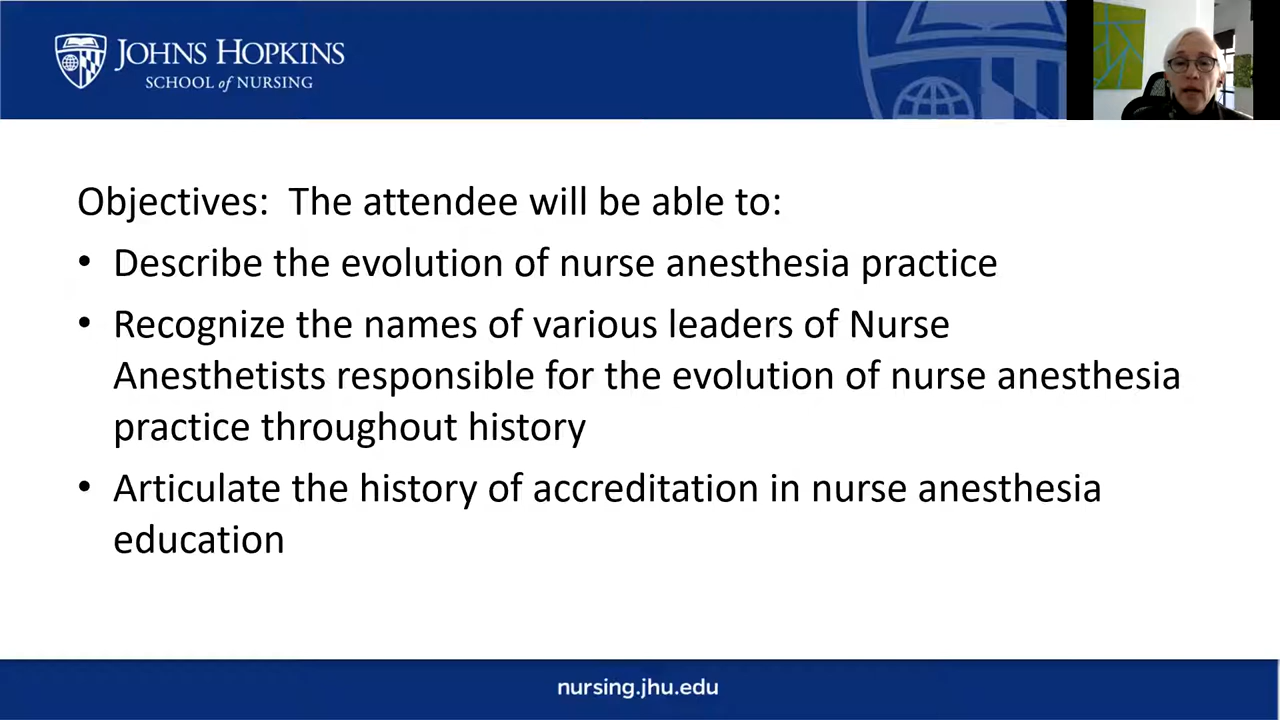 JOHNS HOPKINS
SCHOOL of NURSING
Objectives: The attendee will be able to:
• Describe the evolution of nurse anesthesia practice
• Recognize the names of various leaders of Nurse
Anesthetists responsible for the evolution of nurse anesthesia
practice throughout history
• Articulate the history of accreditation in nurse anesthesia
education
nursing.jhu.edu